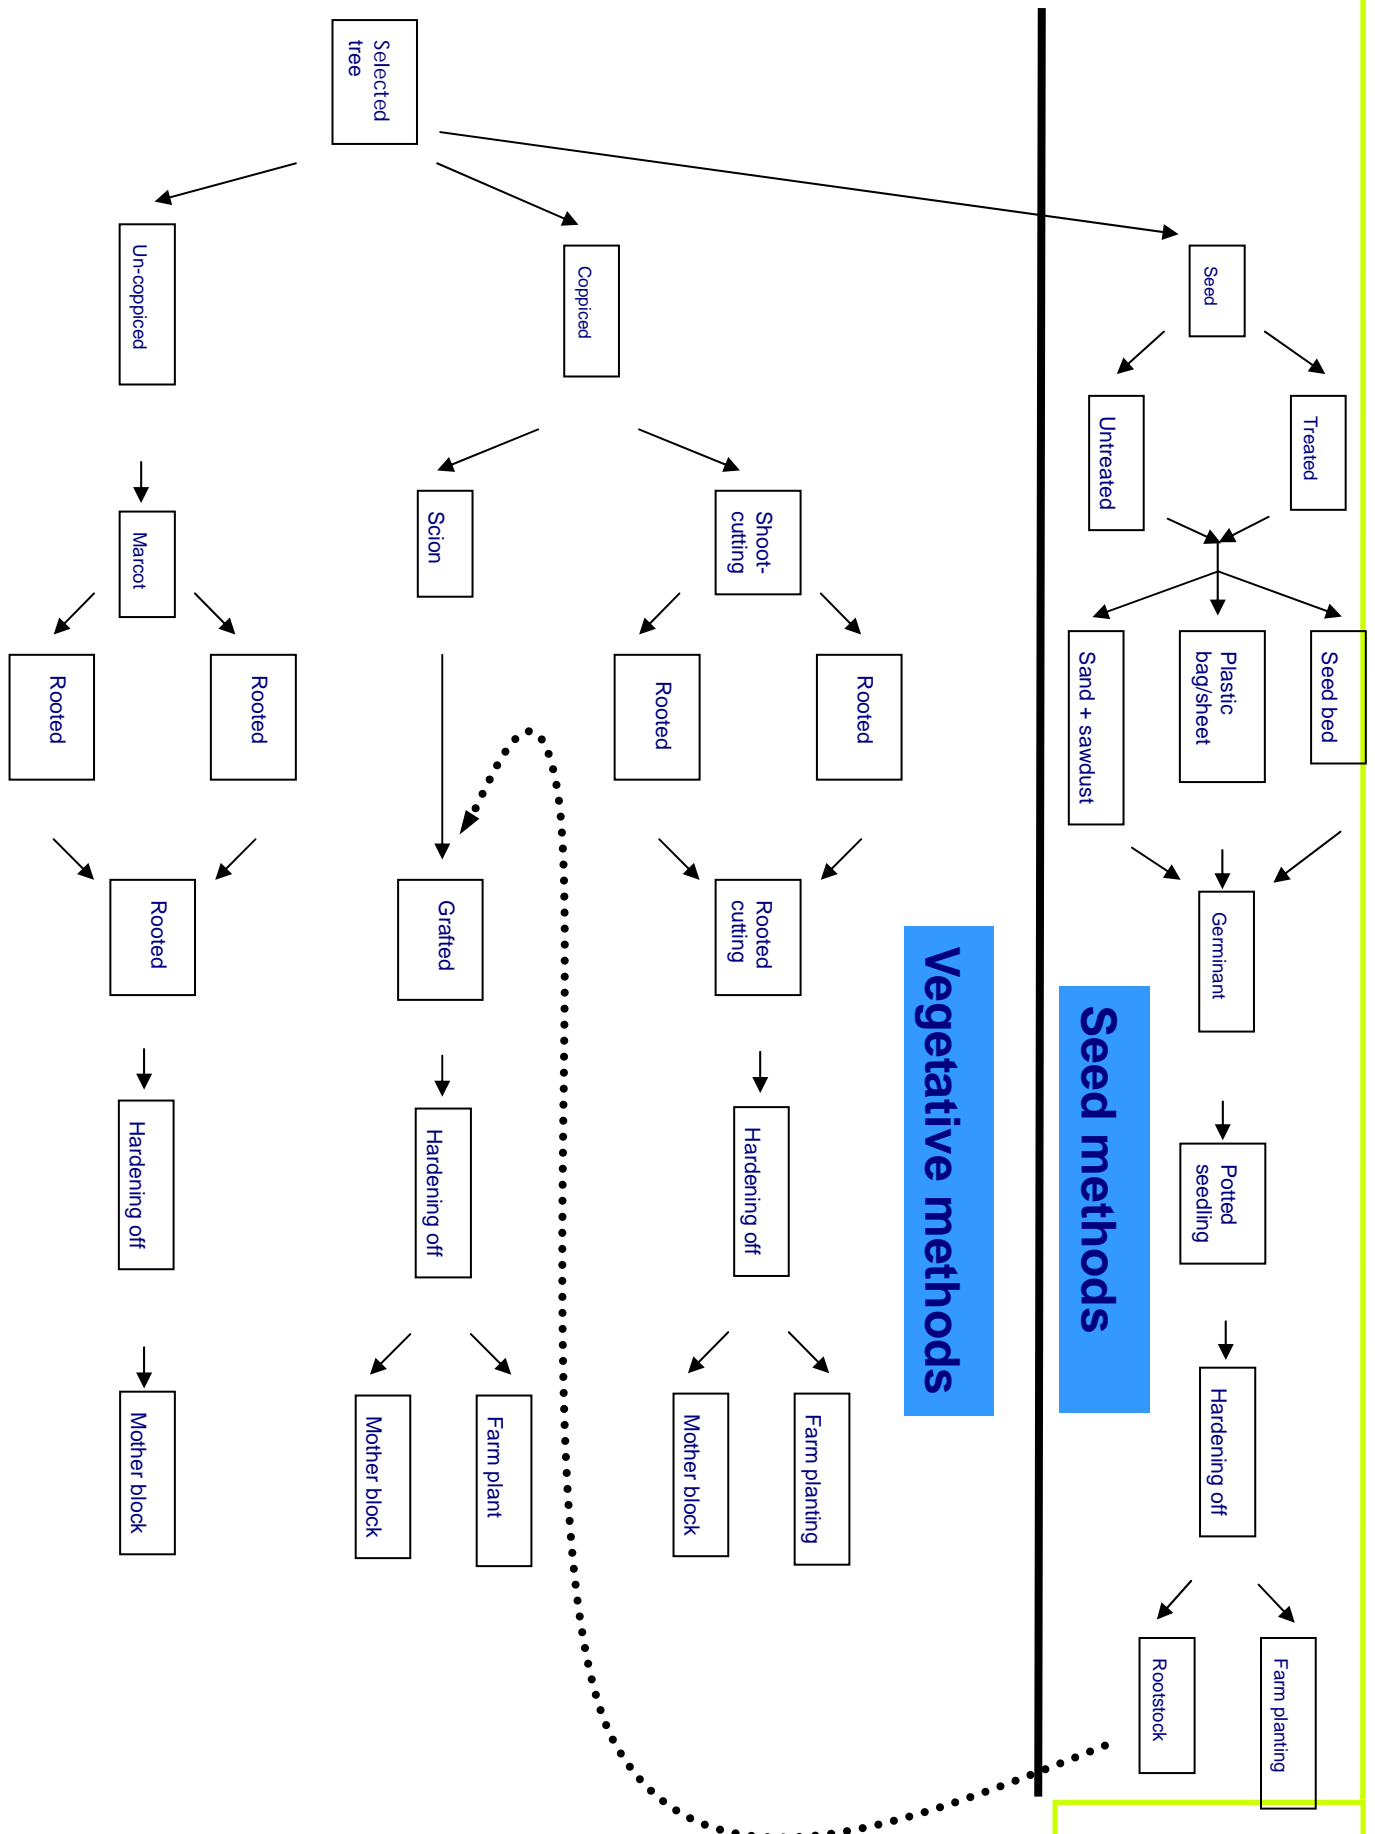 Seed
Treated
Untreated
Seed bed
Plastic
bag/sheet
Sand + sawdust
Germinant
Potted
seedling
Hardening off
Farm planting
Rootstock
Seed methods
Vegetative methods
Selected
tree
Coppiced
Shoot-
cutting
Rooted
Rooted
Rooted
cutting
Hardening off
Farm planting
Mother block
Scion
Grafted
Hardening off
Farm plant
Mother block
Un-coppiced
Marcot
Rooted
Rooted
Rooted
Hardening off
Mother block